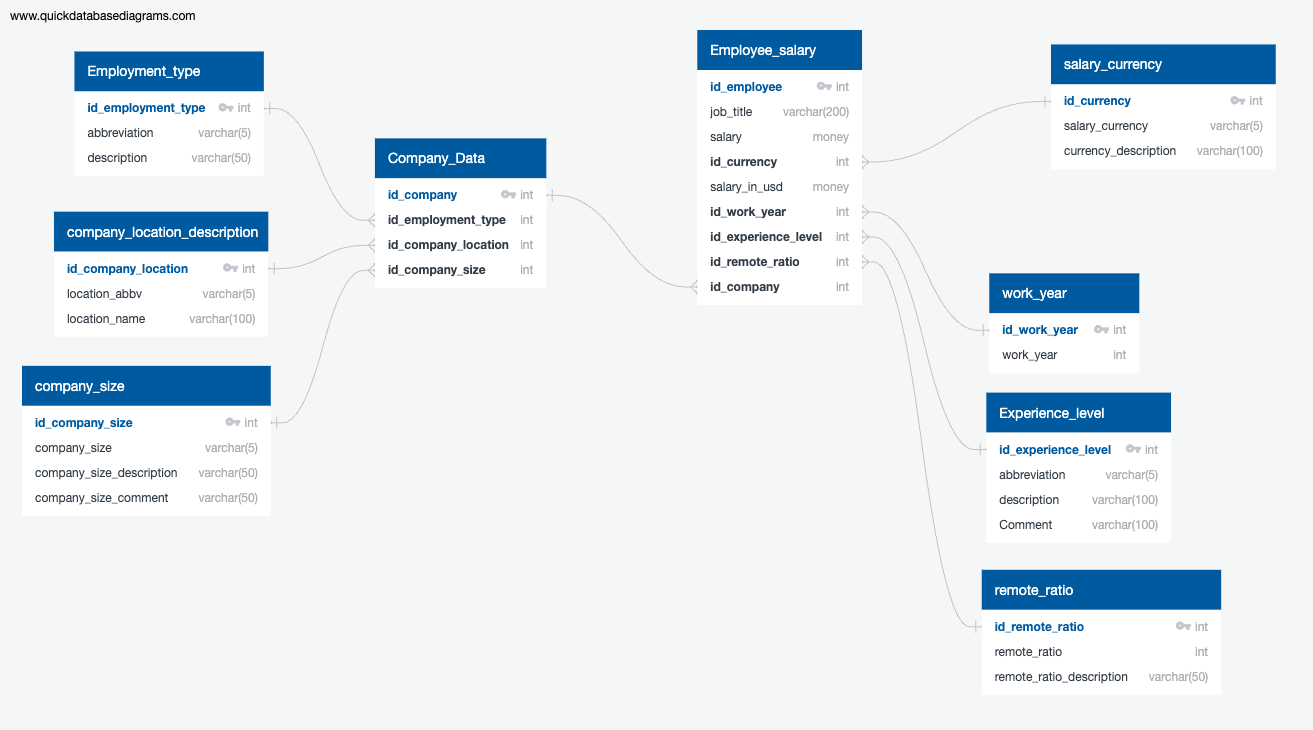 www.quickdatabasediagrams.com
Employment_type
id_employment_type int
abbreviation varchar(5)
description varchar(50)
company_location_description
id_company_location int
location_abbv varchar(5)
location_name varchar(100)
company_size
id_company_size int
company_size varchar(5)
company_size_description varchar(50)
company_size_comment varchar(50)
Company_Data
id_company int
id_employment_type int
id_company_location int
id_company_size int
Employee_salary
id_employee int
job_title varchar(200)
salary money
id_currency int
salary_in_usd money
id_work_year int
id_experience_level int
id_remote_ratio int
id_company int
salary_currency
id_currency int
salary_currency varchar(5)
currency_description varchar(100)
work_year
id_work_year int
work_year int
Experience_level
id_experience_level int
abbreviation varchar(5)
description varchar(100)
Comment varchar(100)
remote_ratio
id_remote_ratio int
remote_ratio int
remote_ratio_description varchar(50)